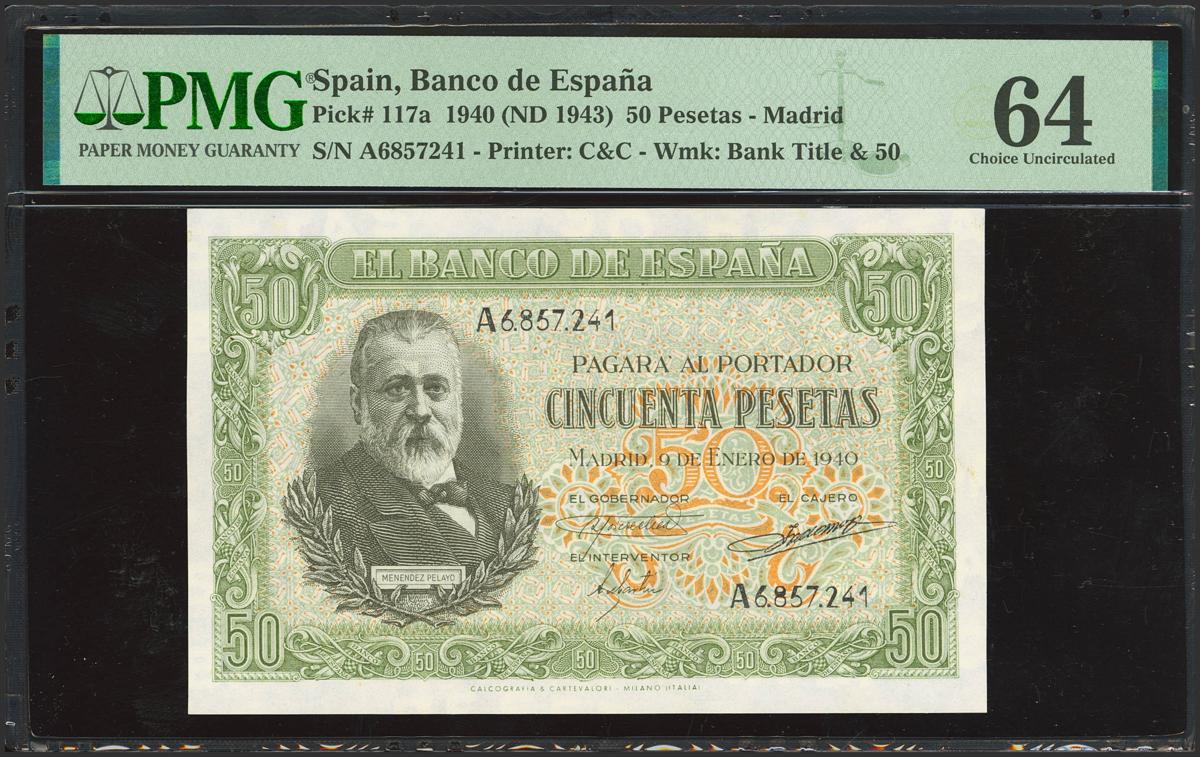 PMG®
PAPER MONEY GUARANTY
Spain, Banco de España
Pick# 117a 1940 (ND 1943) 50 Pesetas - Madrid
S/N A6857241 - Printer: C&C - Wmk: Bank Title & 50
64
Choice Uncirculated
50 EL BANCO DE ESPAÑA 50
A6.857.241
PAGARA' AL PORTADOR
CINCUENTA PESETAS
50
MADRID, 9 DE ENERO DE 1940
50 50
EL GOBERNADOR EL CAJERO
PESETAS
EL INTERVENTOR
MENENDEZ PELAYO
A6.857.241
50 50 50 50 50
CALCOGRAFIA & CARTEVALORI - MILANO (ITALIA)